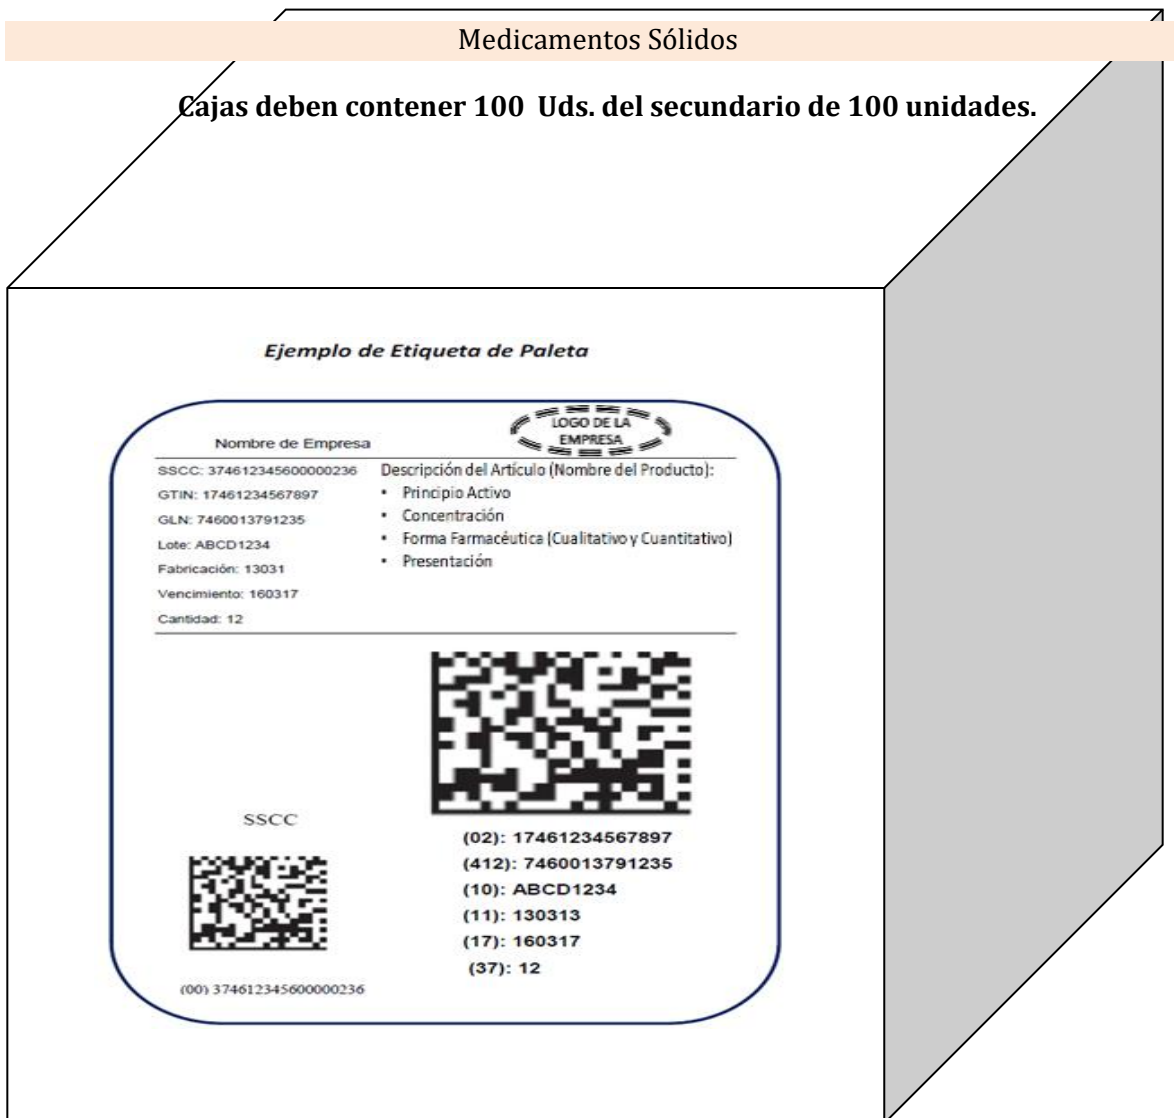 Medicamentos Sólidos
Cajas deben contener 100 Uds. del secundario de 100 unidades.
Ejemplo de Etiqueta de Paleta
LOGO DE LA
EMPRESA
Nombre de Empresa
SSCC: 374612345600000236
GTIN: 17461234567897
GLN: 7460013791235
Lote: ABCD1234
Fabricación: 13031
Vencimiento: 160317
Cantidad: 12
Descripción del Artículo (Nombre del Producto):
• Principio Activo
• Concentración
• Forma Farmacéutica (Cualitativo y Cuantitativo)
• Presentación
SSCC
(00) 374612345600000236
(02): 17461234567897
(412): 7460013791235
(10): ABCD1234
(11): 130313
(17): 160317
(37): 12